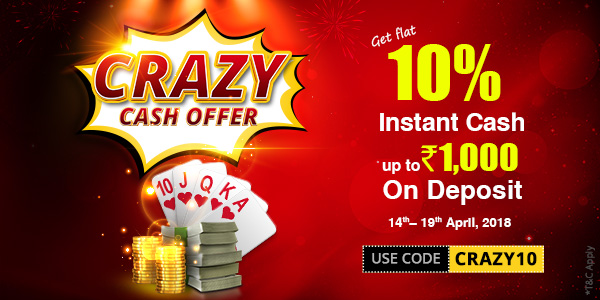 CRAZY
CASH OFFER
10 J Q K A
Get flat
10%
Instant Cash
up to ₹1,000
On Deposit
14th– 19th April, 2018
USE CODE CRAZY10
*T&C Apply